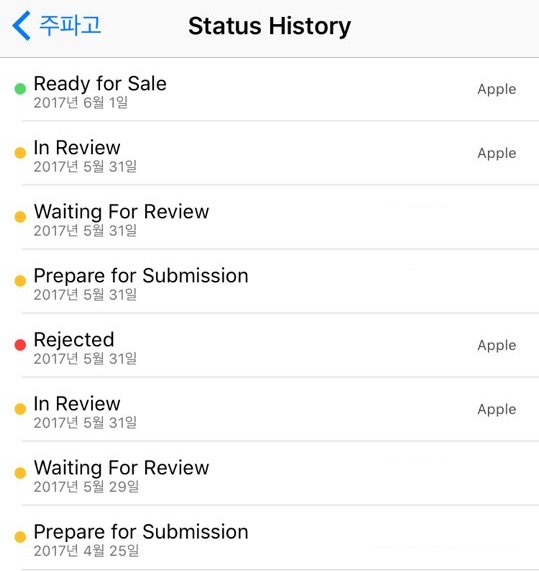 주파고
Status History
Ready for Sale
2017년 6월 1일
Apple
In Review
2017년 5월 31일
Apple
Waiting For Review
2017년 5월 31일
Prepare for Submission
2017년 5월 31일
Rejected
2017년 5월 31일
Apple
In Review
2017년 5월 31일
Apple
Waiting For Review
2017년 5월 29일
Prepare for Submission
2017년 4월 25일